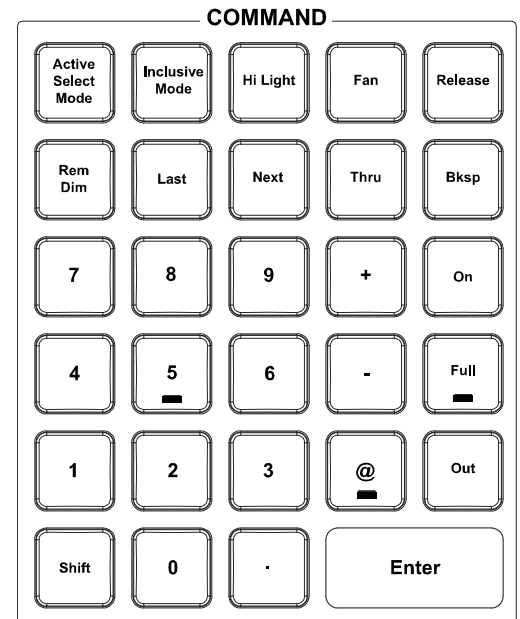 COMMAND
Active
Select
Mode
Inclusive
Mode
Hi Light
Fan
Release
Rem
Dim
Last
Next
Thru
Bksp
7
8
9
+
On
4
5
6
-
Full
1
2
3
@
Out
Shift
0
.
Enter